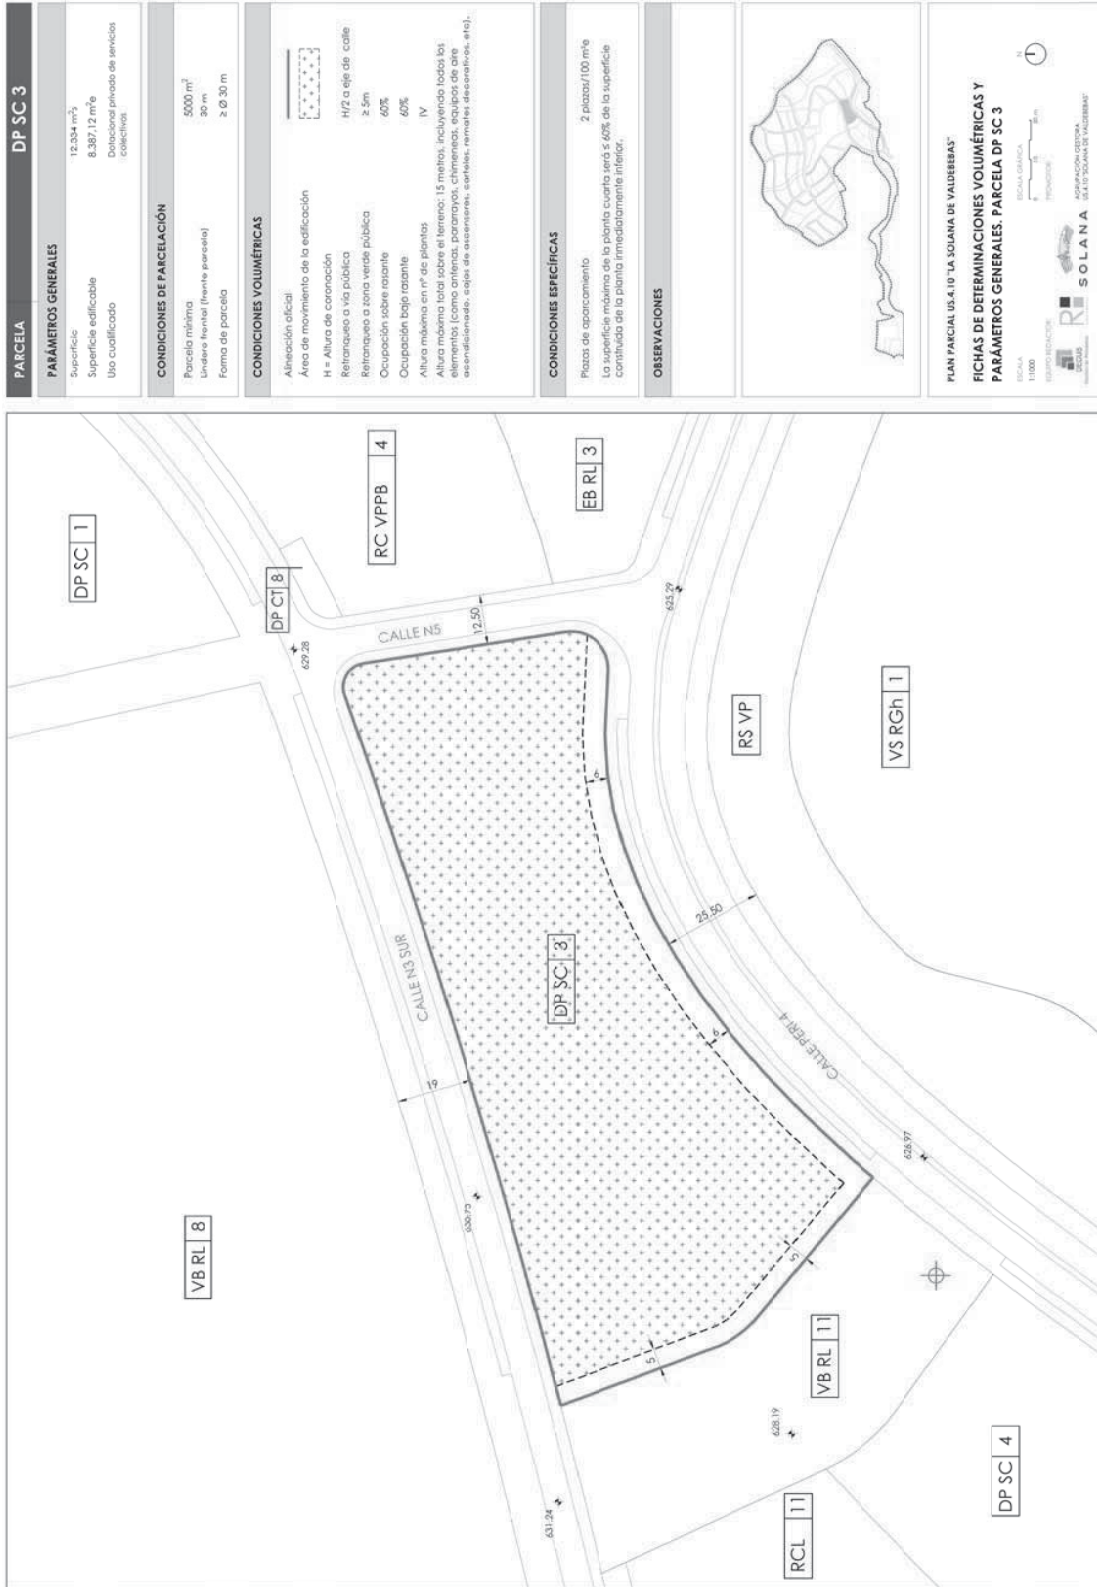 PARCELA DP SC 3
PARÁMETROS GENERALES
Superficie 12.334 m²s
Superficie edificable 8.387,12 m²e
Uso cualificado Dotacional privado de servicios
colectivos
CONDICIONES DE PARCELACIÓN
Parcela mínima 5000 m²
Lindero frontal (frente parcela) 30 m
Forma de parcela ≥ Ø 30 m
CONDICIONES VOLUMÉTRICAS
Alineación oficial
Área de movimiento de la edificación
H = Altura de coronación
Retranqueo a vía pública H/2 a eje de calle
Retranqueo a zona verde pública ≥ 5m
Ocupación sobre rasante 60%
Ocupación bajo rasante 60%
Altura máxima en nº de plantas IV
Altura máxima total sobre el terreno: 15 metros, incluyendo todos los
elementos (como antenas, pararrayos, chimeneas, equipos de aire
acondicionado, cajas de ascensores, carteles, remates decorativos, etc).
CONDICIONES ESPECÍFICAS
Plazas de aparcamiento 2 plazas/100 m²e
La superficie máxima de la planta cuarta será ≤ 60% de la superficie
construida de la planta inmediatamente inferior.
OBSERVACIONES
PLAN PARCIAL US.4.10 "LA SOLANA DE VALDEBEBAS"
FICHAS DE DETERMINACIONES VOLUMÉTRICAS Y
PARÁMETROS GENERALES. PARCELA DP SC 3
ESCALA
1:1000
ESCALA GRÁFICA
N
EQUIPO REDACTOR:
PROMOTOR:
SOLANA
AGRUPACIÓN GESTORA
US.4.10 "SOLANA DE VALDEBEBAS"
DP SC 1
DP CT 8
RC VPPB 4
EB RL 3
629.28
CALLE N5
12,50
625.29
CALLE N3 SUR
19
DP SC 3
6
RS VP
VS RGh 1
25.50
6
CALLE PERI 4
VB RL 8
626.97
5
5
VB RL 11
628.19
631.24
RCL 11
DP SC 4